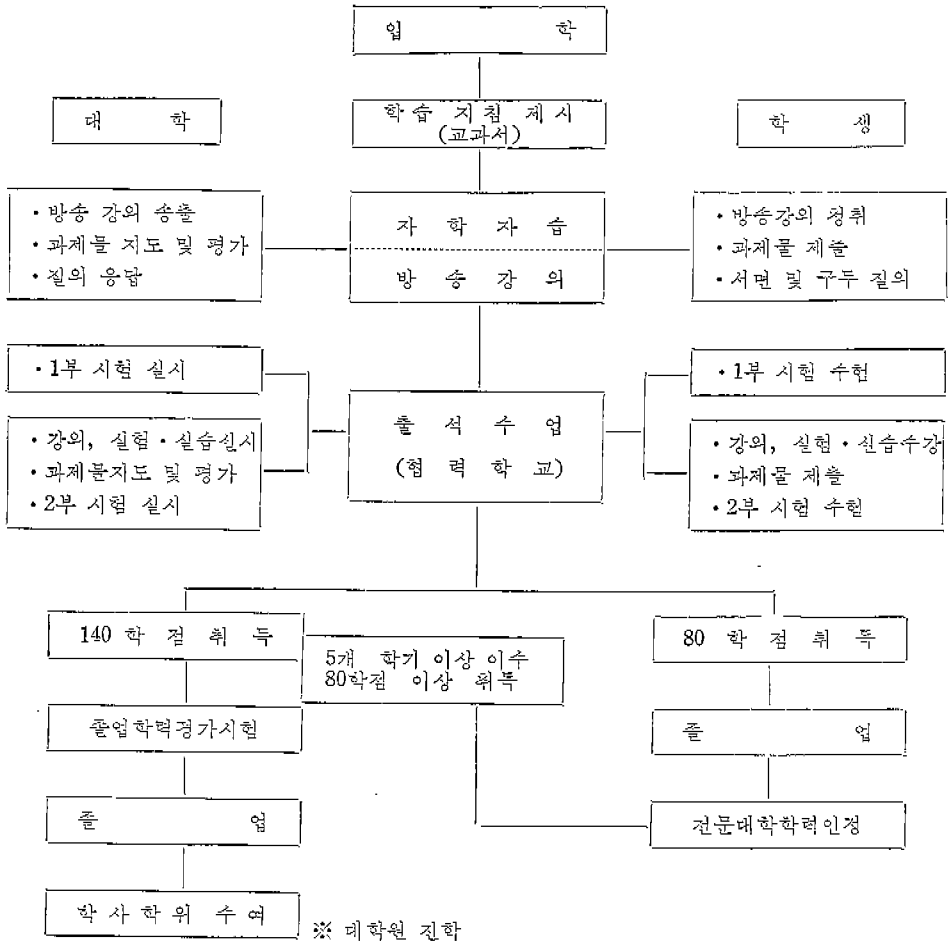 입 학
대 학
학습 지침 제시
(교과서)
학 생
· 방송 강의 송출
· 과제물 지도 및 평가
· 질의 응답
자 학 자 습
방 송 강 의
· 방송강의 청취
· 과제물 제출
· 서면 및 구두 질의
· 1부 시험 실시
· 강의, 실험 · 실습실시
· 과제물지도 및 평가
· 2부 시험 실시
출 석 수 업
(협 력 학 교)
· 1부 시험 수험
· 강의, 실험 · 실습수강
· 과제물 제출
· 2부 시험 수험
140 학 점 취 득
5개 학기 이상 이수
80학점 이상 취득
80 학 점 취 득
졸업학력평가시험
졸 업
졸 업
전문대학학력인정
학 사 학 위 수 여
※ 대학원 진학